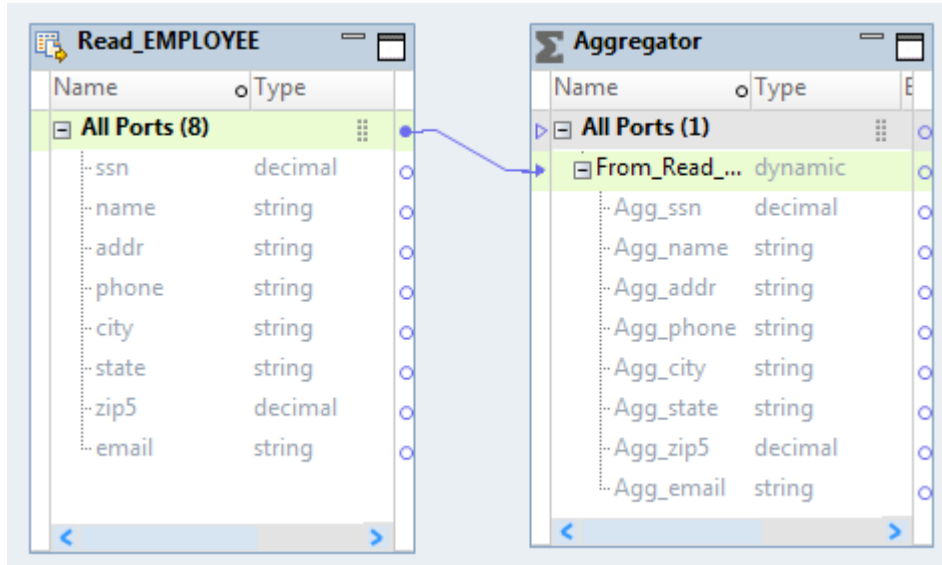 Read_EMPLOYEE
Name Type
All Ports (8)
ssn decimal
name string
addr string
phone string
city string
state string
zip5 decimal
email string
Aggregator
Name Type E
All Ports (1)
From_Read_... dynamic
Agg_ssn decimal
Agg_name string
Agg_addr string
Agg_phone string
Agg_city string
Agg_state string
Agg_zip5 decimal
Agg_email string